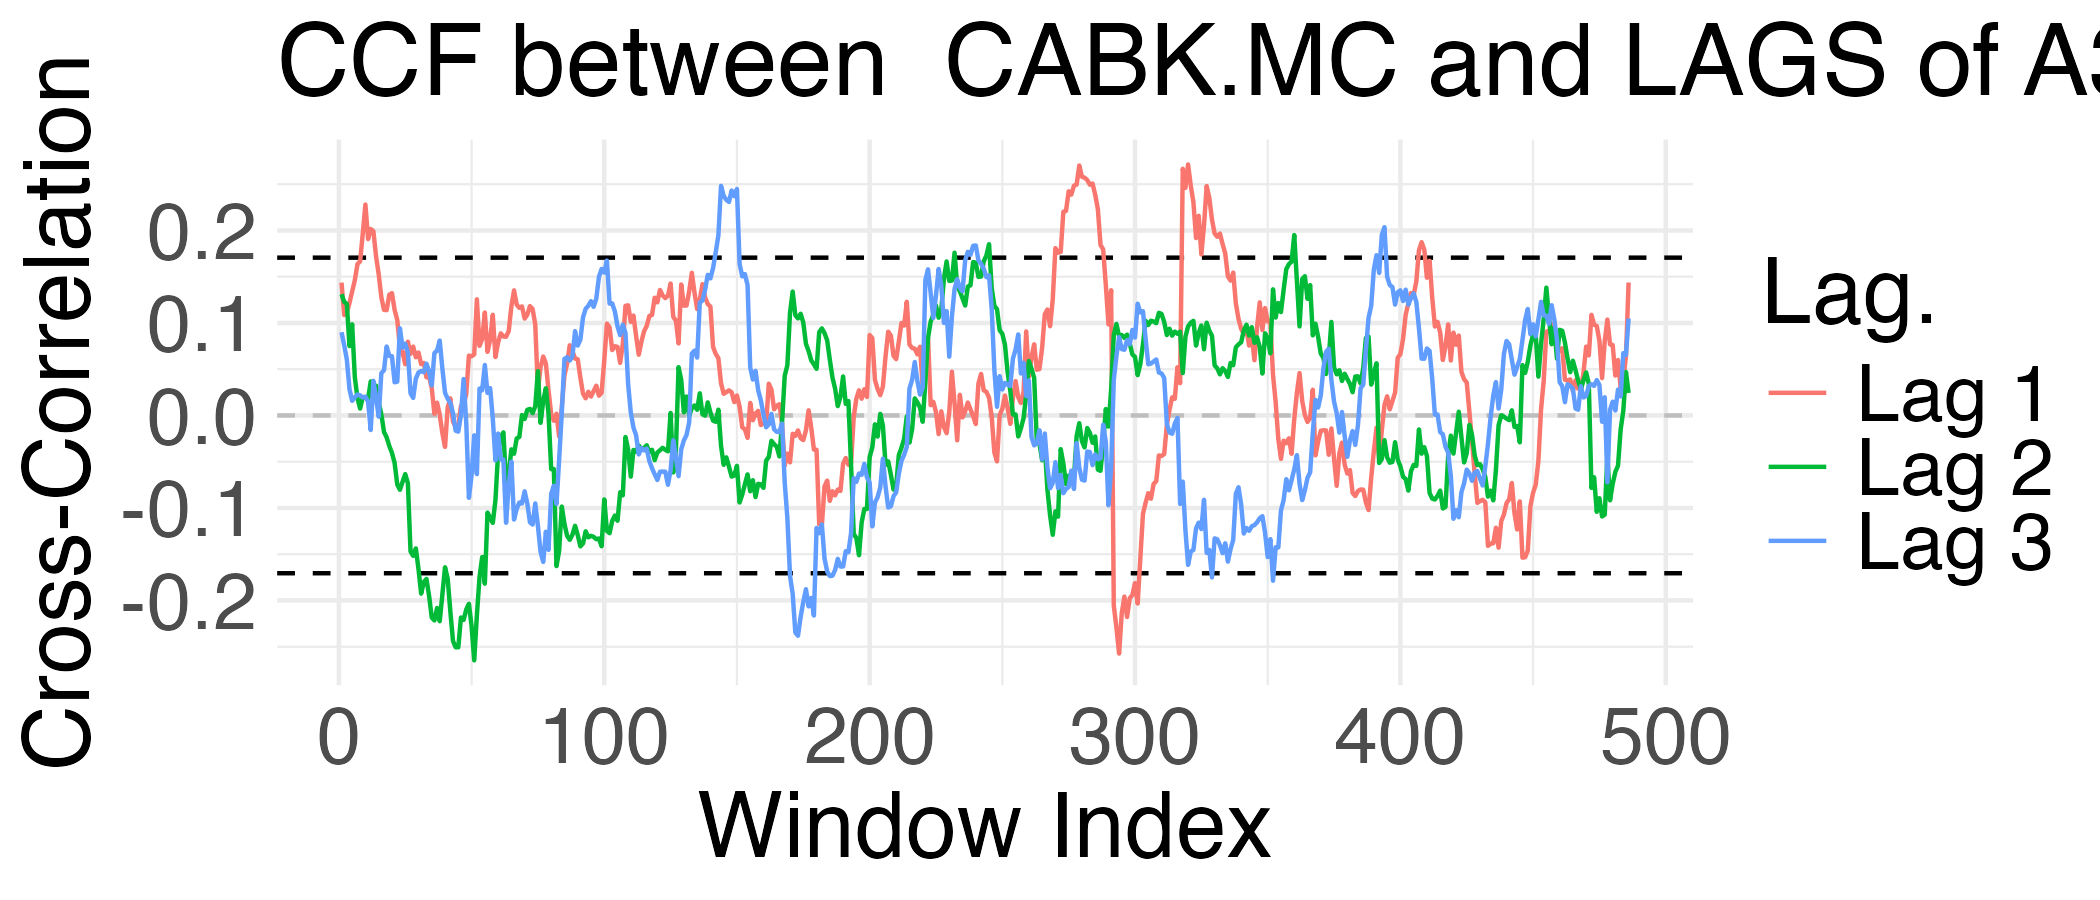 CCF between  CABK.MC and LAGS of
Cross-Correlation
0.2
0.1
0.0
-0.1
-0.2
0
100
200
300
400
500
Window Index
Lag.
Lag 1
Lag 2
Lag 3